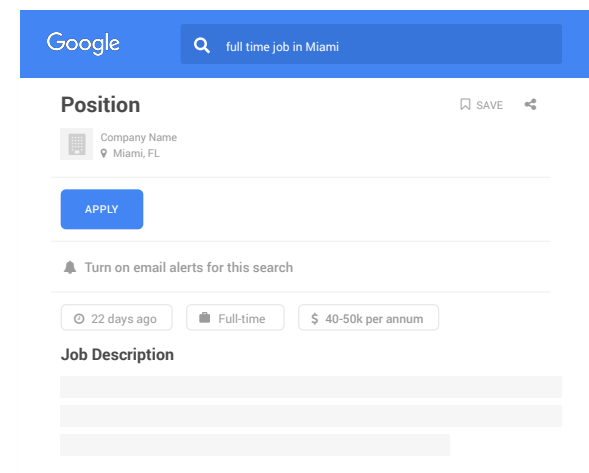 Google
full time job in Miami
Position
SAVE
Company Name
Miami, FL
APPLY
Turn on email alerts for this search
22 days ago
Full-time
$ 40-50k per annum
Job Description